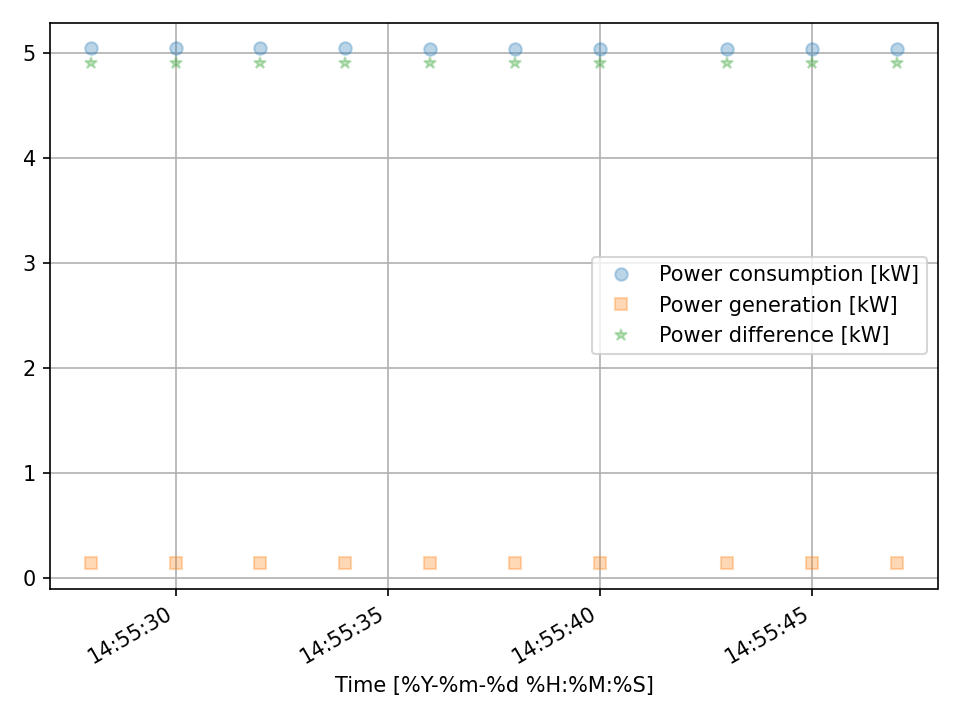 5
4
3
2
1
0
Power consumption [kW]
Power generation [kW]
Power difference [kW]
14:55:30
14:55:35
14:55:40
14:55:45
Time [%Y-%m-%d %H:%M:%S]